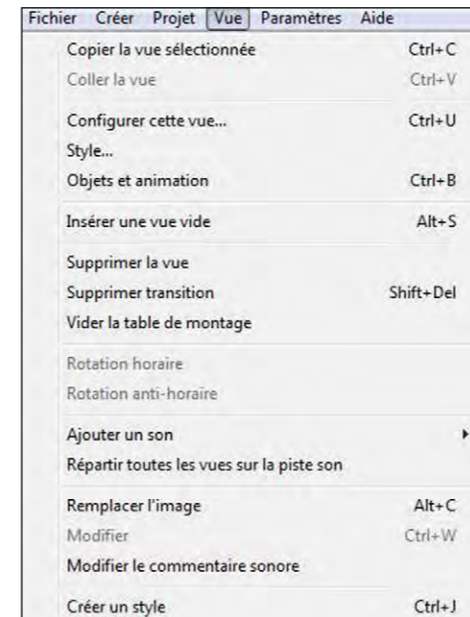 Fichier Créer Projet Vue Paramètres Aide
Copier la vue sélectionnée Ctrl+C
Coller la vue Ctrl+V
Configurer cette vue... Ctrl+U
Style...
Objets et animation Ctrl+B
Insérer une vue vide Alt+S
Supprimer la vue
Supprimer transition Shift+Del
Vider la table de montage
Rotation horaire
Rotation anti-horaire
Ajouter un son
Répartir toutes les vues sur la piste son
Remplacer l'image Alt+C
Modifier Ctrl+W
Modifier le commentaire sonore
Créer un style Ctrl+J